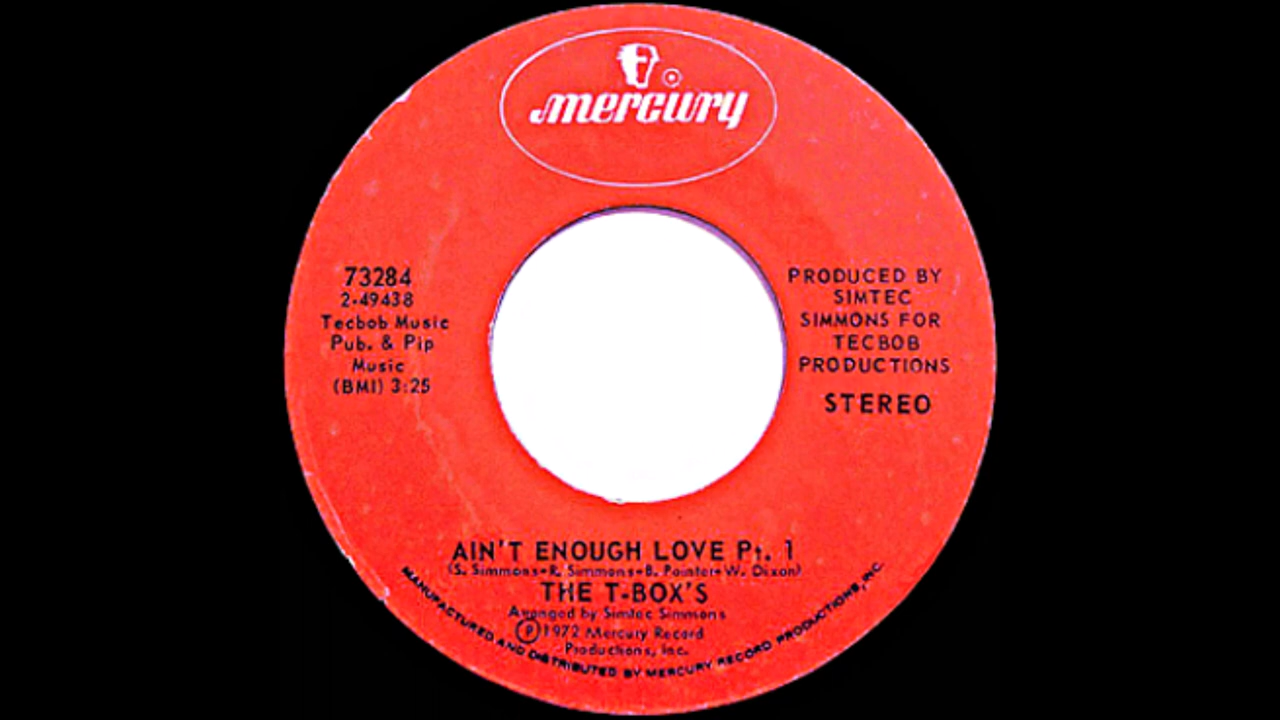 mercury
73284
2-49438
Tecbob Music
Pub. & Pip
Music
(BMI) 3:25
PRODUCED BY
SIMTEC
SIMMONS FOR
TECBOB
PRODUCTIONS
STEREO
AIN'T ENOUGH LOVE Pt. 1
(S. Simmons-R. Simmons-B. Pointer-W. Dixon)
THE T-BOX'S
Arranged by Simtec Simmons
Ⓟ1972 Mercury Record
Productions, Inc.
MANUFACTURED AND DISTRIBUTED BY MERCURY RECORD PRODUCTIONS, INC.